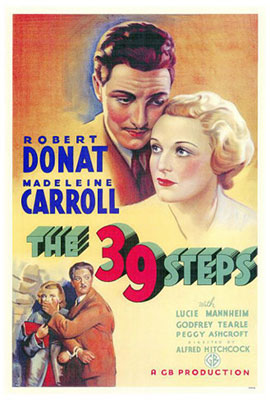 ROBERT
DONAT
MADELEINE
CARROLL
THE 39 STEPS
with
LUCIE MANNHEIM
GODFREY TEARLE
PEGGY ASHCROFT
DIRECTED BY
ALFRED HITCHCOCK
GB
A GB PRODUCTION